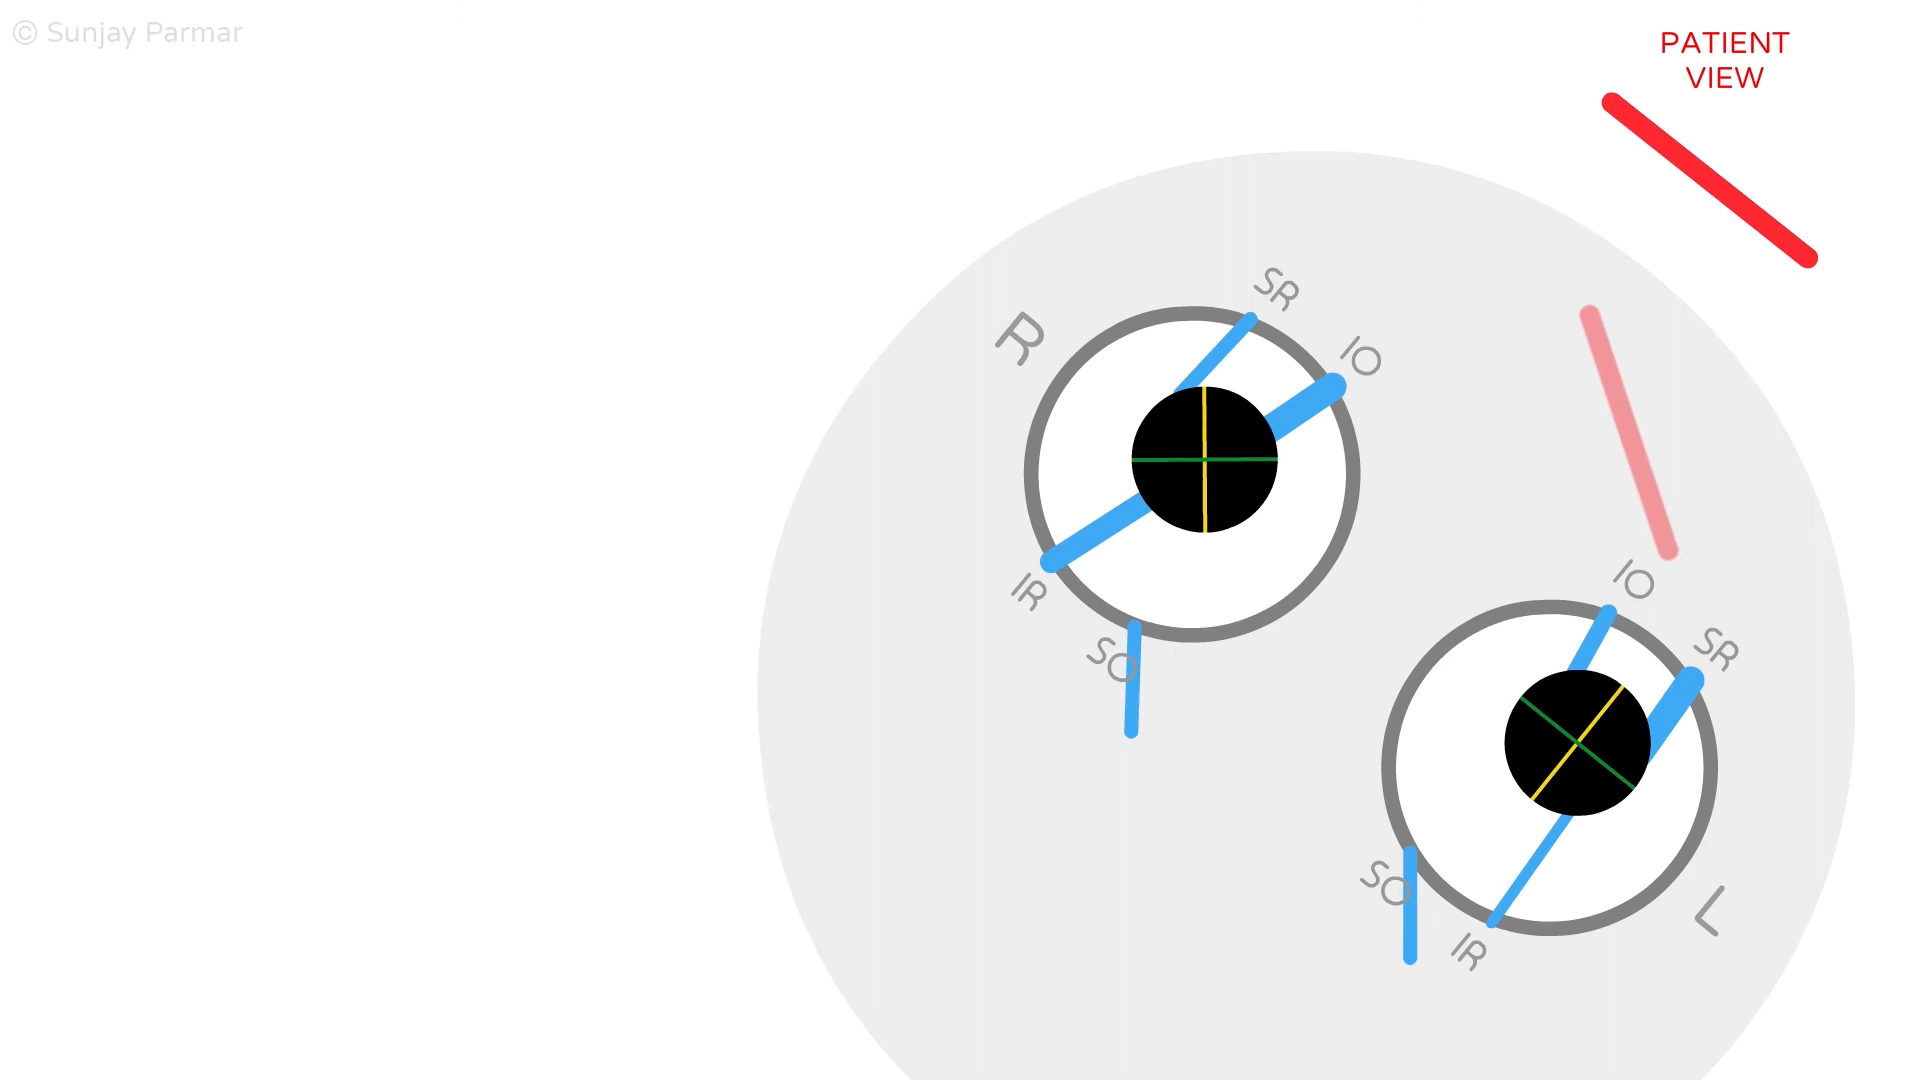 © Sunjay Parmar
PATIENT
VIEW
R
SR
IO
IR
SO
IO
SR
SO
IR
L